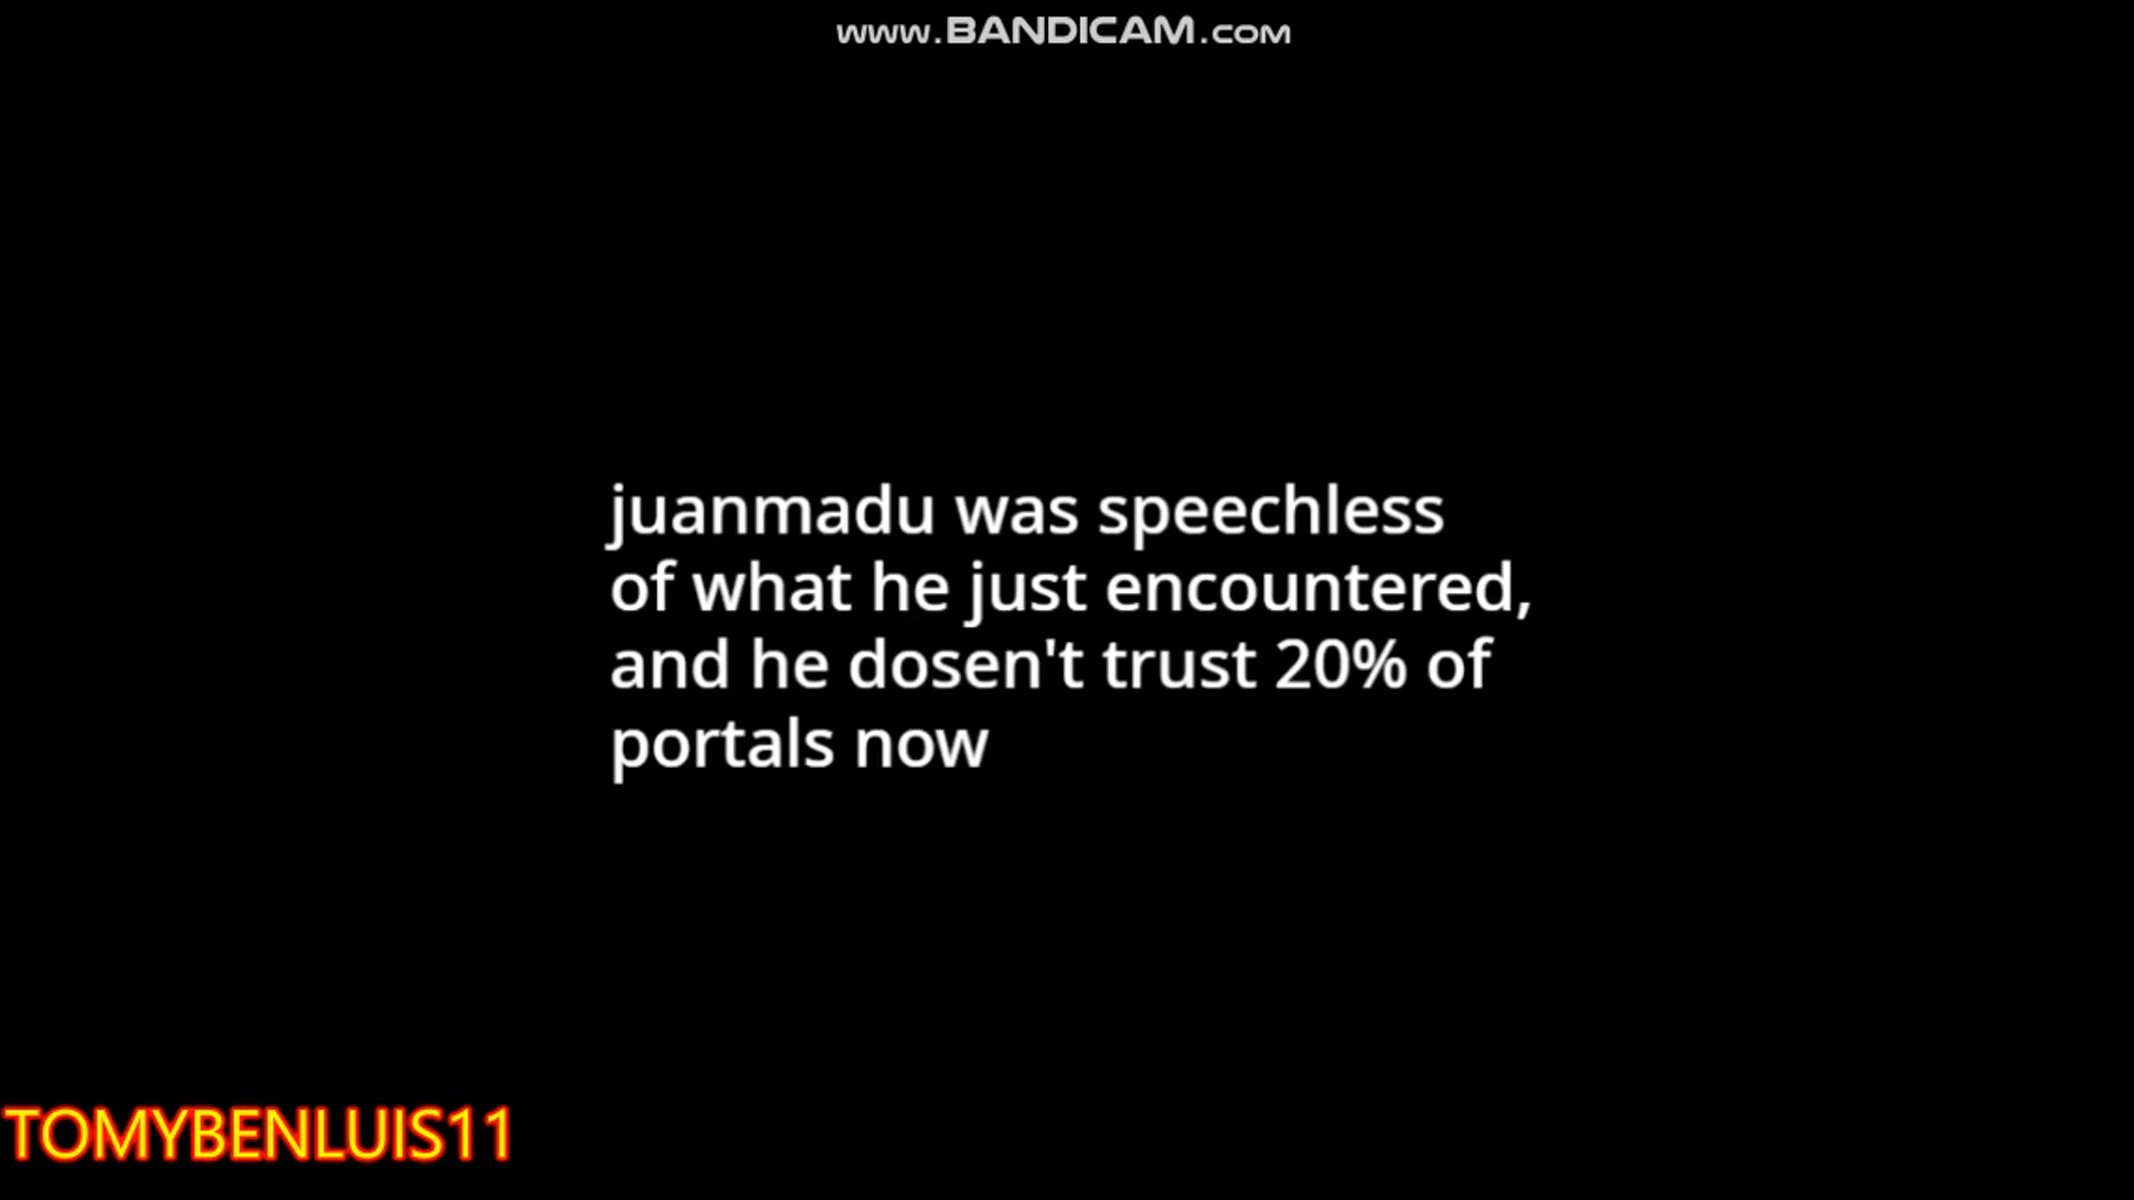 www.BANDICAM.com
juanmadu was speechless
of what he just encountered,
and he dosen't trust 20% of
portals now
TOMYBENLUIS11